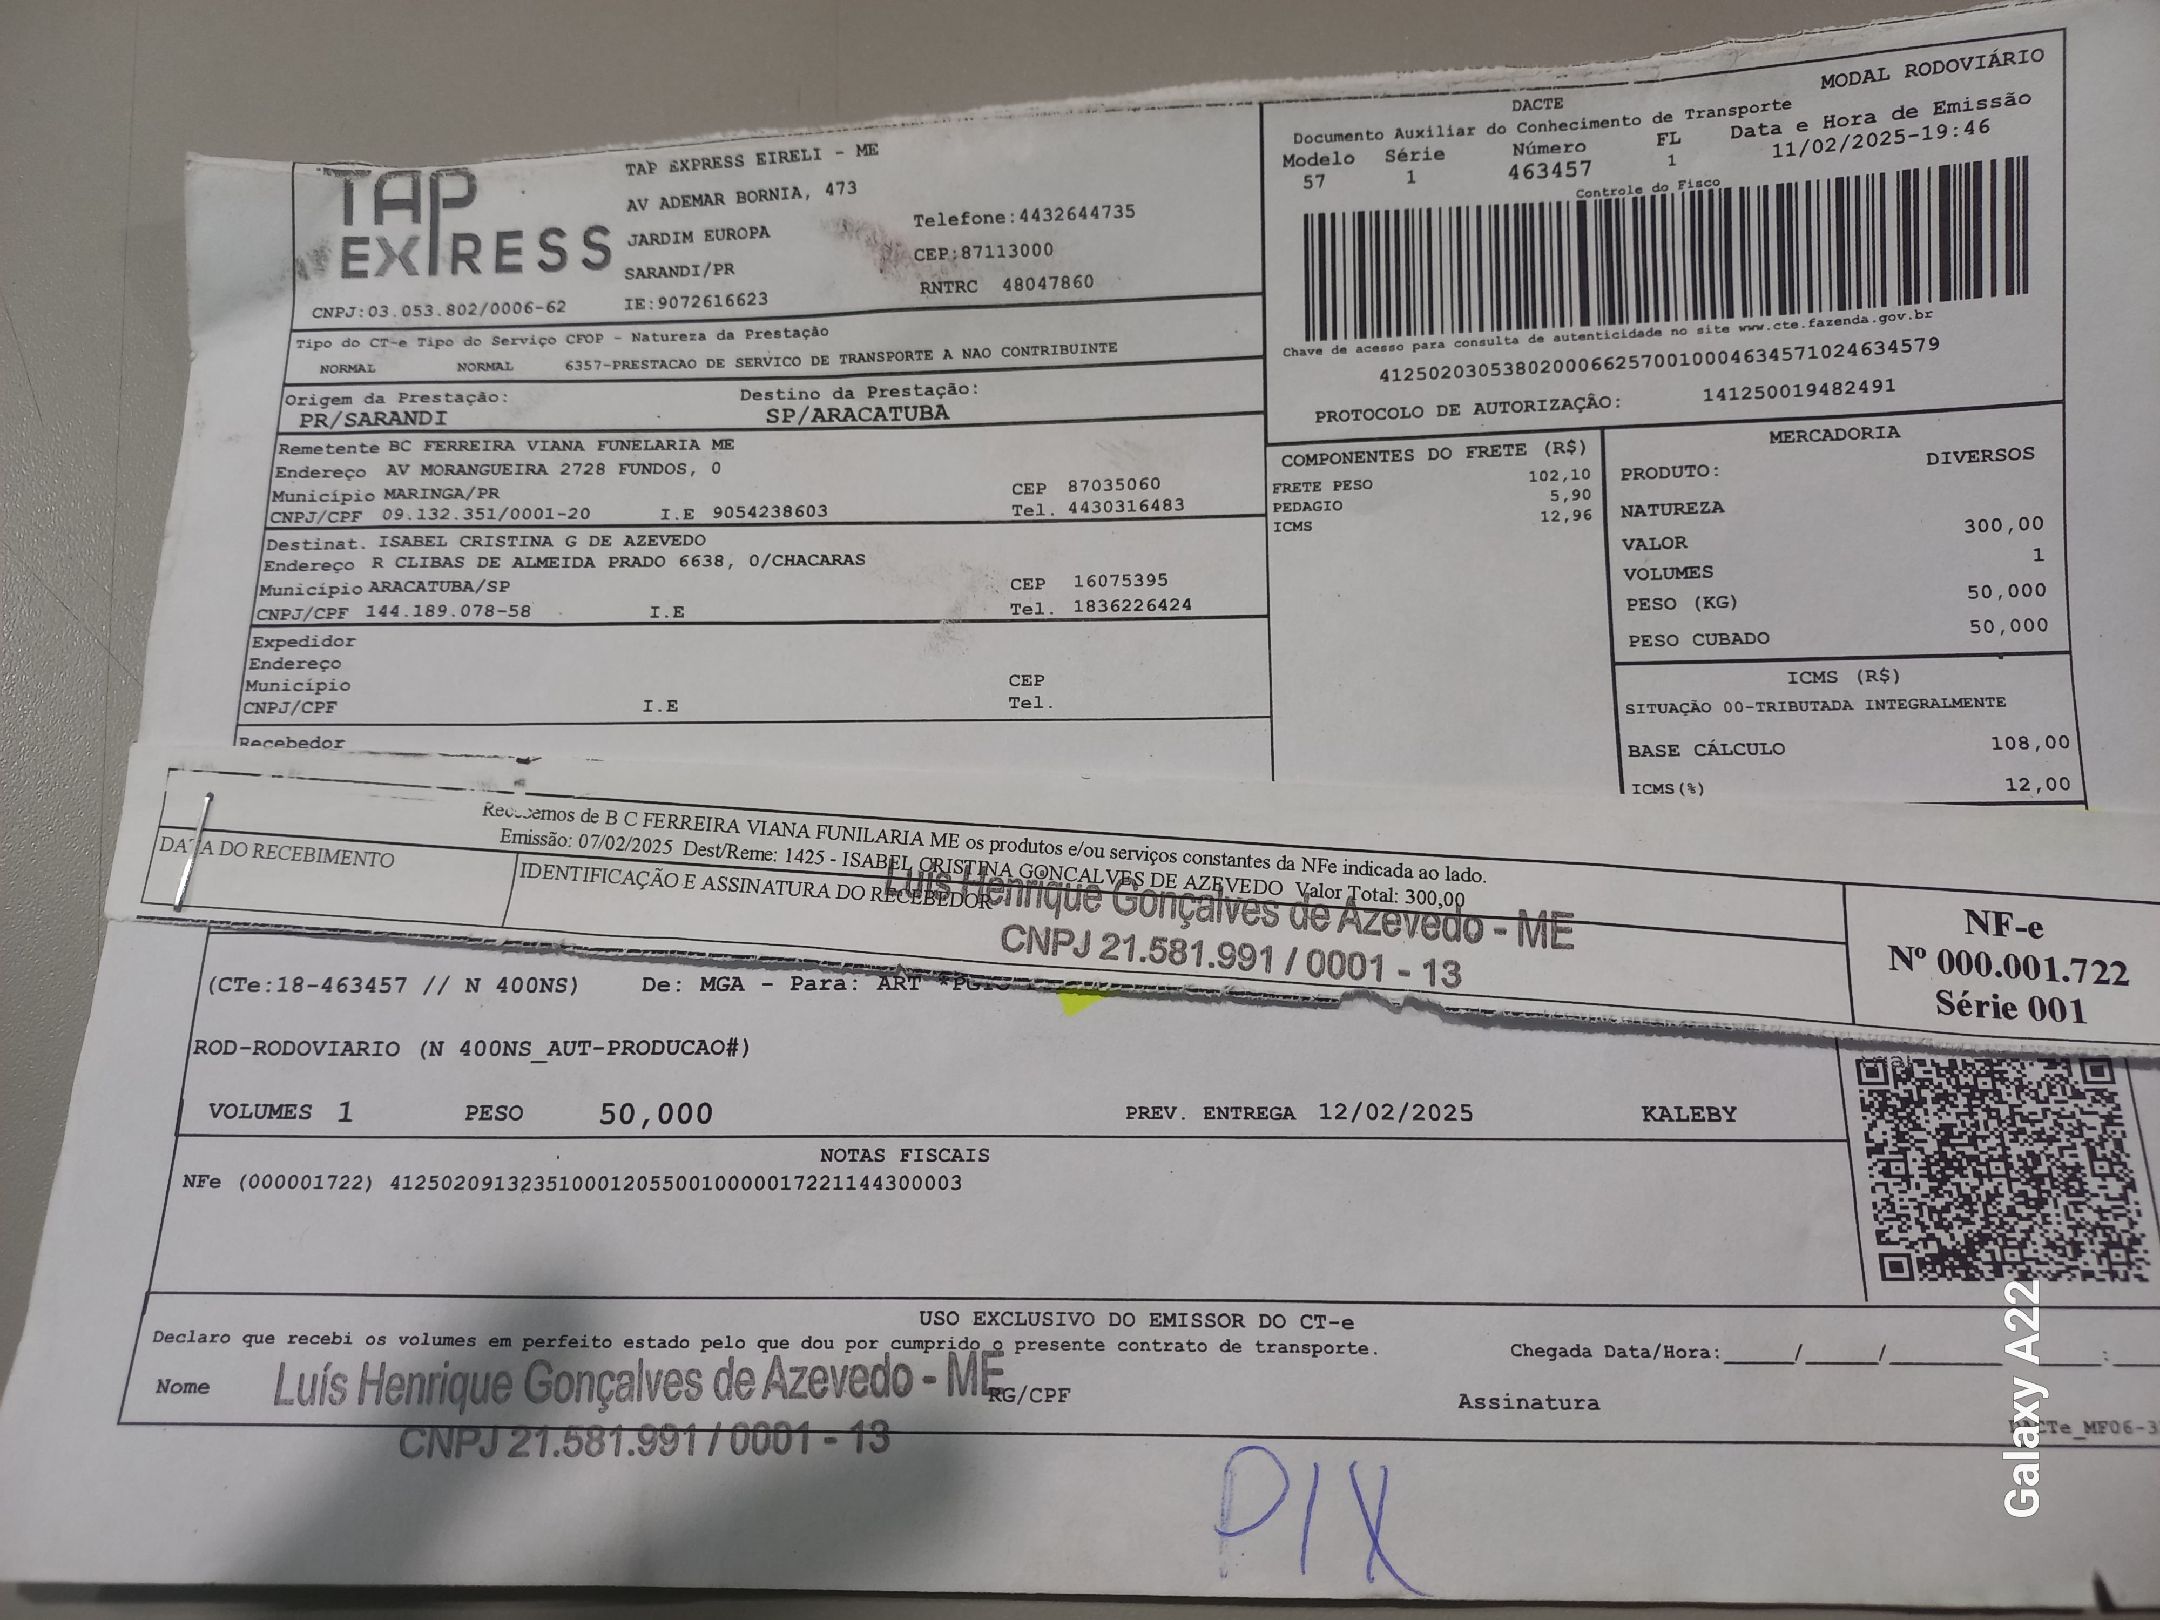 TAP
EXPRESS
CNPJ:03.053.802/0006-62
TAP EXPRESS EIRELI - ME
AV ADEMAR BORNIA, 473
JARDIM EUROPA
SARANDI/PR
IE:9072616623
Telefone:4432644735
CEP:87113000
RNTRC 48047860
MODAL RODOVIÁRIO
DACTE
Documento Auxiliar do Conhecimento de Transporte
Modelo Série Número FL Data e Hora de Emissão
57 1 463457 1 11/02/2025-19:46
Controle do Fisco
Chave de acesso para consulta de autenticidade no site www.cte.fazenda.gov.br
41250203053802000662570010004634571024634579
PROTOCOLO DE AUTORIZAÇÃO: 141250019482491
Tipo do CT-e Tipo do Serviço CFOP - Natureza da Prestação
NORMAL NORMAL 6357-PRESTACAO DE SERVICO DE TRANSPORTE A NAO CONTRIBUINTE
Origem da Prestação: Destino da Prestação:
PR/SARANDI SP/ARACATUBA
Remetente BC FERREIRA VIANA FUNELARIA ME
Endereço AV MORANGUEIRA 2728 FUNDOS, 0
Município MARINGA/PR CEP 87035060
CNPJ/CPF 09.132.351/0001-20 I.E 9054238603 Tel. 4430316483
Destinat. ISABEL CRISTINA G DE AZEVEDO
Endereço R CLIBAS DE ALMEIDA PRADO 6638, 0/CHACARAS
Município ARACATUBA/SP CEP 16075395
CNPJ/CPF 144.189.078-58 I.E Tel. 1836226424
Expedidor
Endereço
Município CEP
CNPJ/CPF I.E Tel.
Recebedor
COMPONENTES DO FRETE (R$)
FRETE PESO 102,10
PEDAGIO 5,90
ICMS 12,96
MERCADORIA
PRODUTO: DIVERSOS
NATUREZA
VALOR 300,00
VOLUMES 1
PESO (KG) 50,000
PESO CUBADO 50,000
ICMS (R$)
SITUAÇÃO 00-TRIBUTADA INTEGRALMENTE
BASE CÁLCULO 108,00
ICMS(%) 12,00
Recebemos de B C FERREIRA VIANA FUNILARIA ME os produtos e/ou serviços constantes da NFe indicada ao lado.
Emissão: 07/02/2025 Dest/Reme: 1425 - ISABEL CRISTINA GONCALVES DE AZEVEDO Valor Total: 300,00
DATA DO RECEBIMENTO IDENTIFICAÇÃO E ASSINATURA DO RECEBEDOR
Luís Henrique Gonçalves de Azevedo - ME
CNPJ 21.581.991 / 0001 - 13
NF-e
Nº 000.001.722
Série 001
(CTe:18-463457 // N 400NS) De: MGA - Para: ART
ROD-RODOVIARIO (N 400NS_AUT-PRODUCAO#)
VOLUMES 1 PESO 50,000 PREV. ENTREGA 12/02/2025 KALEBY
NOTAS FISCAIS
NFe (000001722) 41250209132351000120550010000017221144300003
USO EXCLUSIVO DO EMISSOR DO CT-e
Declaro que recebi os volumes em perfeito estado pelo que dou por cumprido o presente contrato de transporte.
Chegada Data/Hora:_____/_____/________ _____:____
Nome Luís Henrique Gonçalves de Azevedo - ME RG/CPF Assinatura
CNPJ 21.581.991 / 0001 - 13
PIX
Galaxy A22